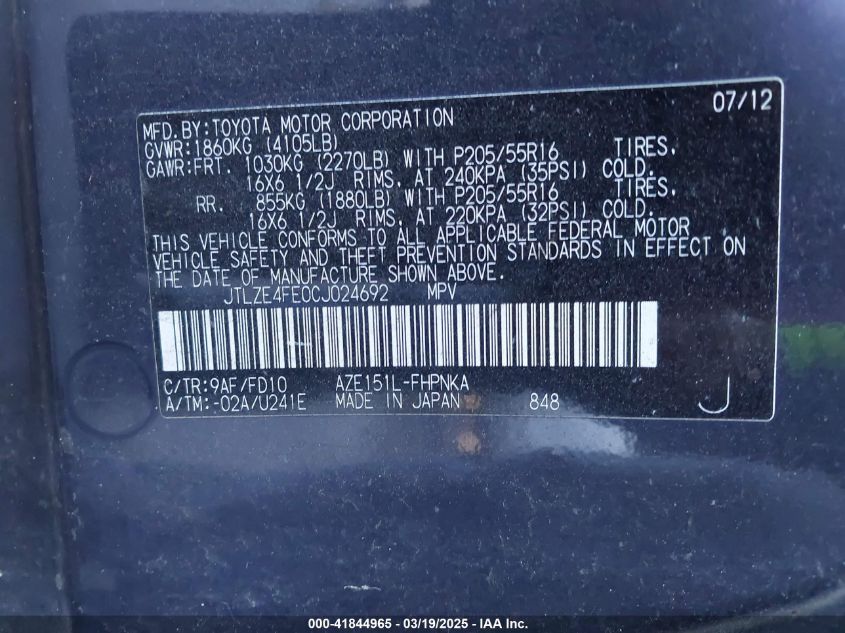 07/12
MFD.BY:TOYOTA MOTOR CORPORATION
GVWR:1860KG (4105LB)
GAWR:FRT. 1030KG (2270LB) WITH P205/55R16 TIRES,
16X6 1/2J RIMS, AT 240KPA (35PSI) COLD.
RR. 855KG (1880LB) WITH P205/55R16 TIRES,
16X6 1/2J RIMS, AT 220KPA (32PSI) COLD.
THIS VEHICLE CONFORMS TO ALL APPLICABLE FEDERAL MOTOR
VEHICLE SAFETY AND THEFT PREVENTION STANDARDS IN EFFECT ON
THE DATE OF MANUFACTURE SHOWN ABOVE.
JTLZE4FE0CJ024692 MPV
C/TR:9AF/FD10 AZE151L-FHPNKA
A/TM:-02A/U241E MADE IN JAPAN 848 J
000-41844965 - 03/19/2025 - IAA Inc.